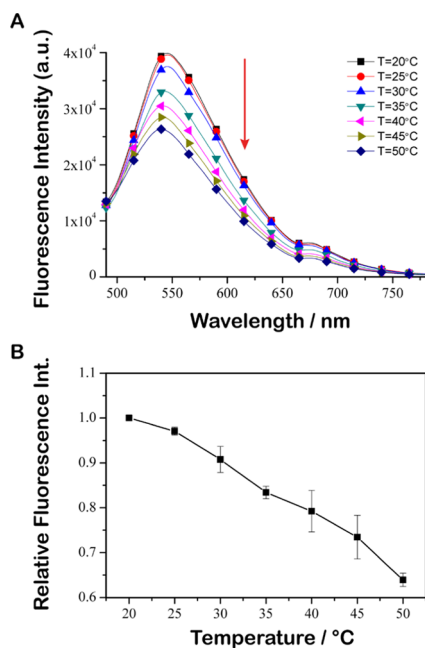 A
Fluorescence Intensity (a.u.)
4x10⁴
3x10⁴
2x10⁴
1x10⁴
0
T=20°C
T=25°C
T=30°C
T=35°C
T=40°C
T=45°C
T=50°C
500 550 600 650 700 750
Wavelength / nm
B
Relative Fluorescence Int.
1.1
1.0
0.9
0.8
0.7
0.6
20 25 30 35 40 45 50
Temperature / °C